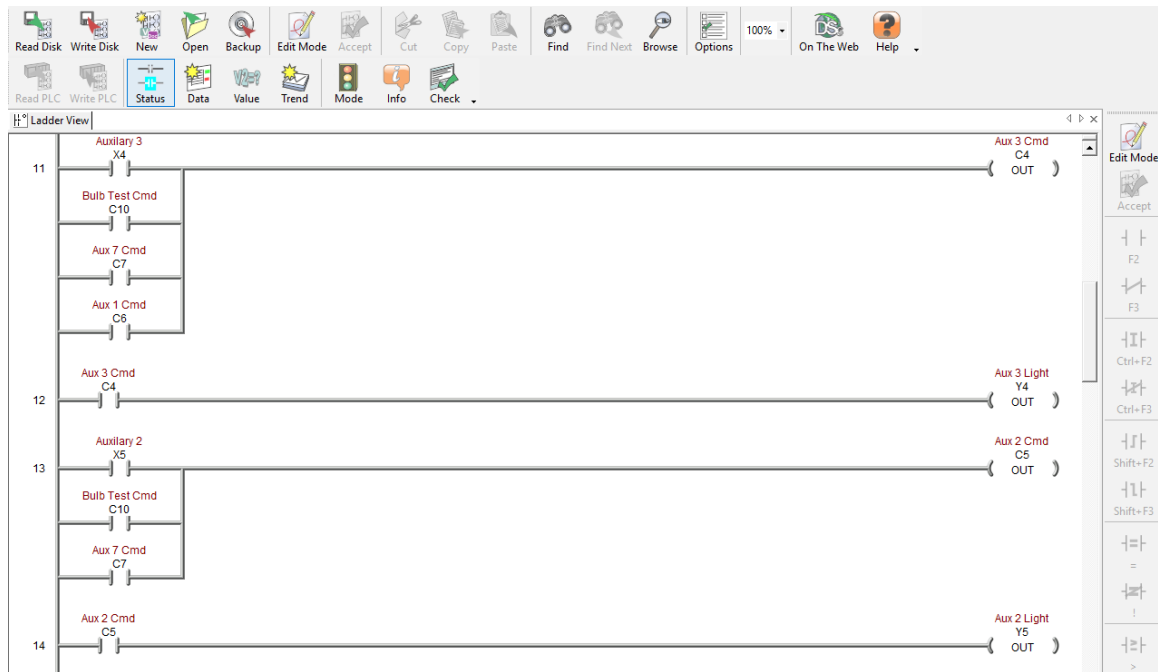 Read Disk Write Disk New Open Backup Edit Mode Accept Cut Copy Paste Find Find Next Browse Options 100% On The Web Help
Read PLC Write PLC Status Data Value Trend Mode Info Check
Ladder View
Auxilary 3 Aux 3 Cmd
X4 C4
11 OUT
Bulb Test Cmd
C10
Aux 7 Cmd
C7
Aux 1 Cmd
C6
Aux 3 Cmd Aux 3 Light
C4 Y4
12 OUT
Auxilary 2 Aux 2 Cmd
X5 C5
13 OUT
Bulb Test Cmd
C10
Aux 7 Cmd
C7
Aux 2 Cmd Aux 2 Light
C5 Y5
14 OUT
Edit Mode
Accept
F2
F3
Ctrl+F2
Ctrl+F3
Shift+F2
Shift+F3
=
!
>